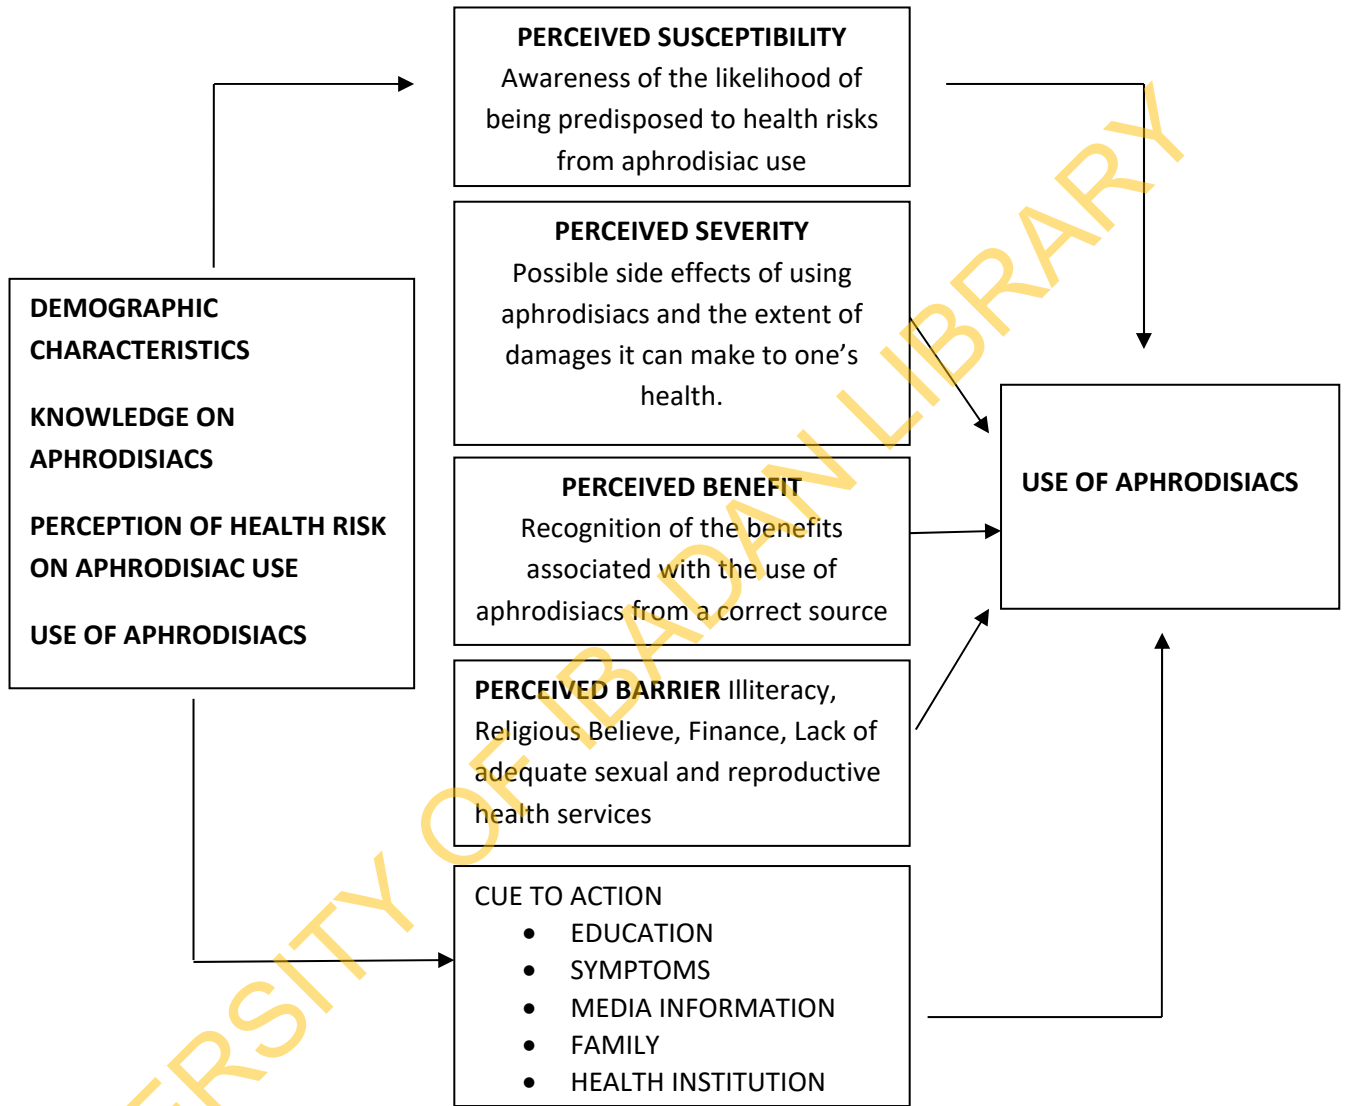 PERCEIVED SUSCEPTIBILITY
Awareness of the likelihood of
being predisposed to health risks
from aphrodisiac use
PERCEIVED SEVERITY
Possible side effects of using
aphrodisiacs and the extent of
damages it can make to one’s
health.
DEMOGRAPHIC
CHARACTERISTICS
KNOWLEDGE ON
APHRODISIACS
PERCEPTION OF HEALTH RISK
ON APHRODISIAC USE
USE OF APHRODISIACS
PERCEIVED BENEFIT
Recognition of the benefits
associated with the use of
aphrodisiacs from a correct source
USE OF APHRODISIACS
PERCEIVED BARRIER Illiteracy,
Religious Believe, Finance, Lack of
adequate sexual and reproductive
health services
CUE TO ACTION
• EDUCATION
• SYMPTOMS
• MEDIA INFORMATION
• FAMILY
• HEALTH INSTITUTION
ERSITY OF IBADAN LIBRARY